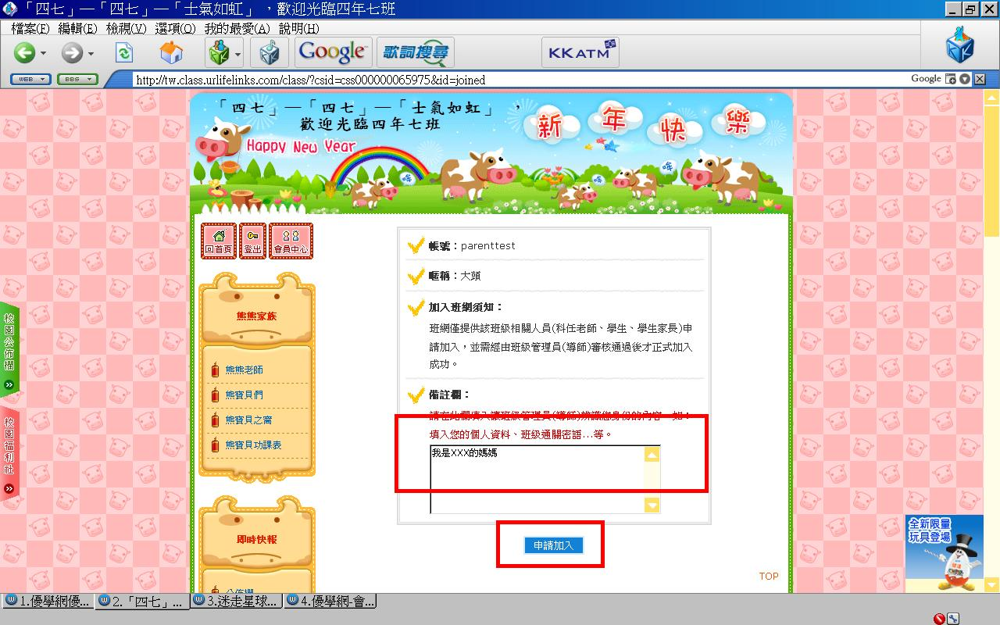 「四七」—「四七」—「士氣如虹」 ，歡迎光臨四年七班
檔案(F) 編輯(E) 檢視(V) 選項(O) 我的最愛(A) 說明(H)
Google
歌詞搜尋
KKATM
WEB
BBS
http://tw.class.urlifelinks.com/class/?csid=css000000065975&id=joined
Google
「四七」—「四七」—「士氣如虹」 ，
歡迎光臨四年七班
新年快樂
Happy New Year
哞
哞
哞
回首頁
登出
會員中心
熊熊家族
熊熊老師
熊寶貝們
熊寶貝之窩
熊寶貝功課表
即時快報
公佈欄
校園公佈欄
校園福利社
帳號：parenttest
暱稱：大頭
加入班網須知：
班網僅提供該班級相關人員(科任老師、學生、學生家長)申
請加入，並需經由班級管理員(導師)審核通過後才正式加入
成功。
備註欄：
請在此欄填入讓班級管理員(導師)辨識您身份的內容，如：
填入您的個人資料、班級通關密語...等。
我是XXX的媽媽
申請加入
TOP
全新限量
玩具登場
1.優學網優...
2.「四七」...
3.迷走星球...
4.優學網-會...